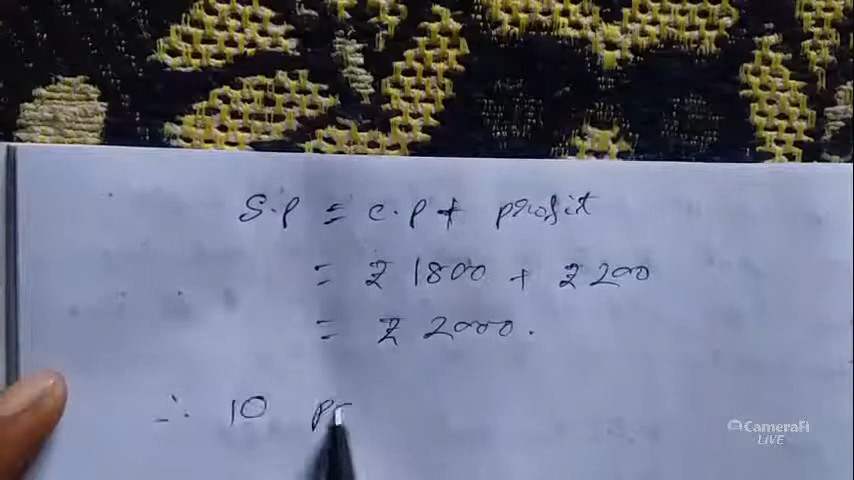 S.P = C.P + profit
= ₹ 1800 + ₹ 200
= ₹ 2000.
∴ 10 p
CameraFi
LIVE